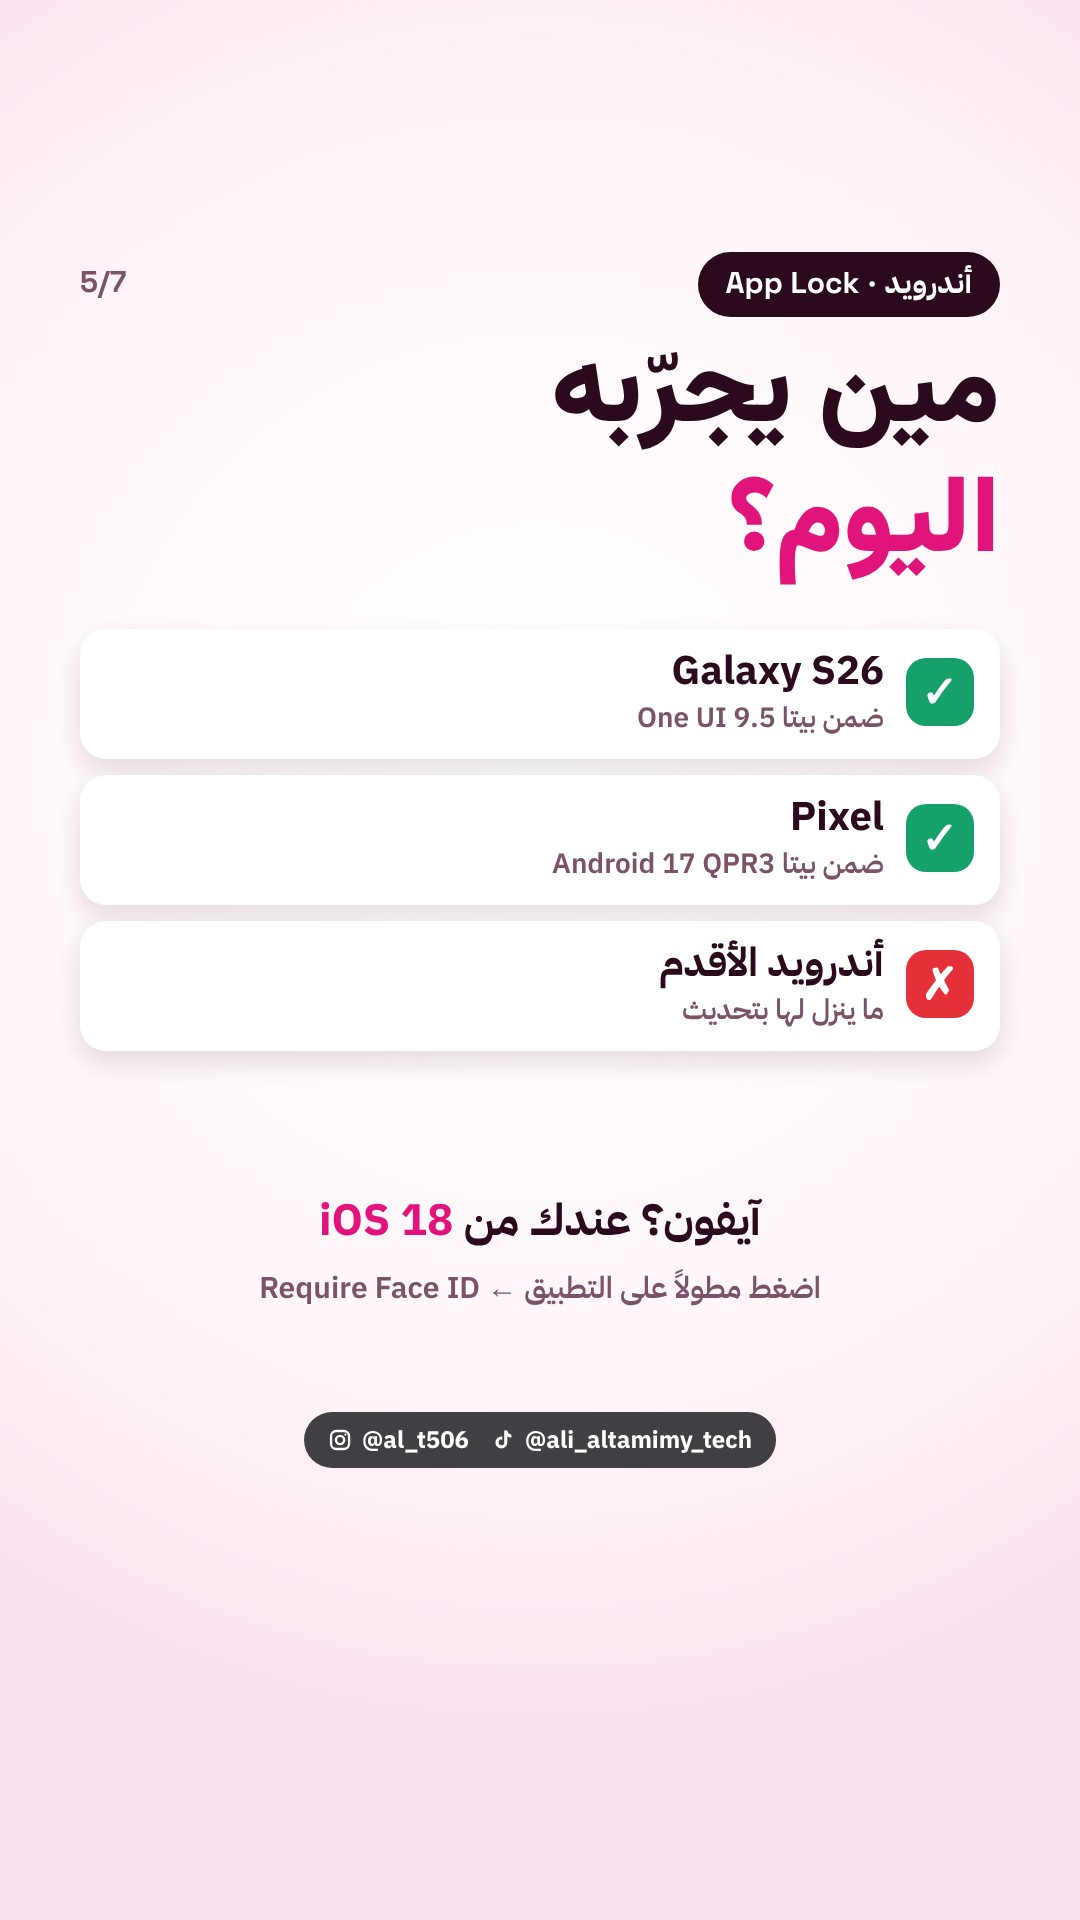 أندرويد · App Lock
5/7
مين يجرّبه
اليوم؟
✓
Galaxy S26
ضمن بيتا One UI 9.5
✓
Pixel
ضمن بيتا Android 17 QPR3
✗
أندرويد الأقدم
ما ينزل لها بتحديث
آيفون؟ عندك من iOS 18
اضغط مطولاً على التطبيق ← Require Face ID
@al_t506 @ali_altamimy_tech